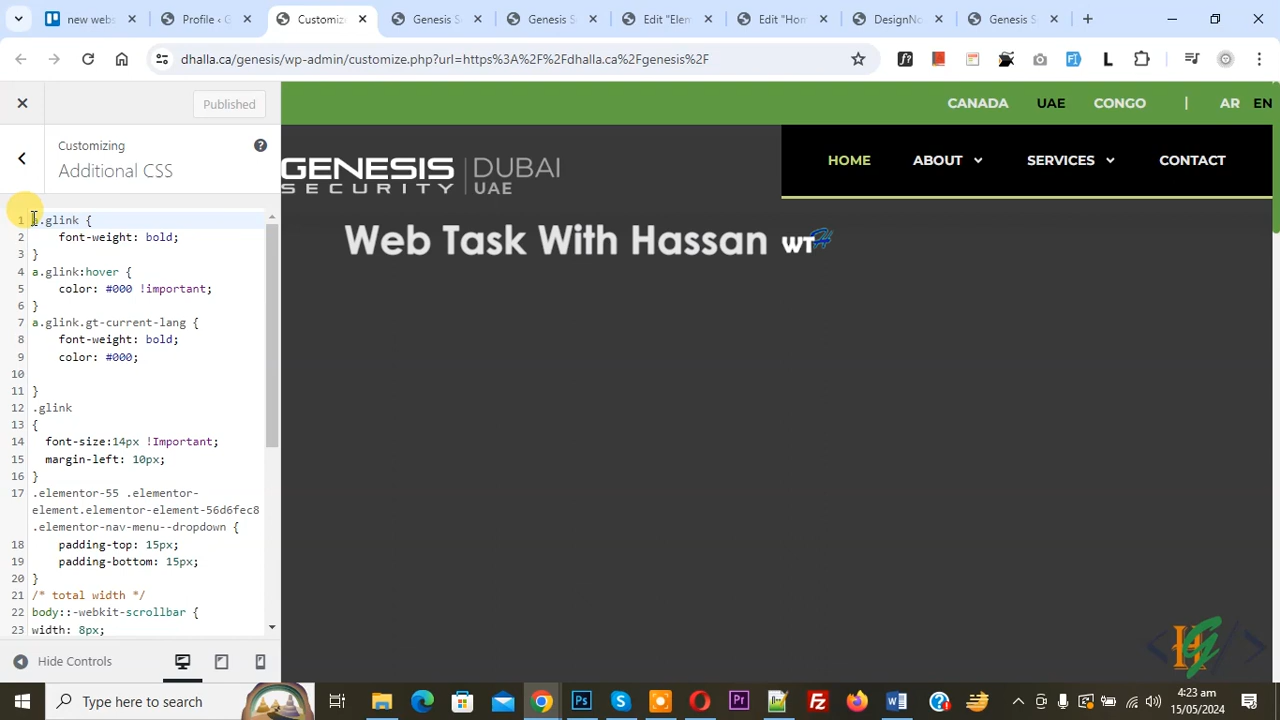 new webs
Profile ‹ G
Customiz
Genesis S
Genesis S
Edit "Elem
Edit "Hom
DesignNo
Genesis S
dhalla.ca/genesis/wp-admin/customize.php?url=https%3A%2F%2Fdhalla.ca%2Fgenesis%2F
Published
Customizing
Additional CSS
1 a.glink {
2 font-weight: bold;
3 }
4 a.glink:hover {
5 color: #000 !important;
6 }
7 a.glink.gt-current-lang {
8 font-weight: bold;
9 color: #000;
10
11 }
12 .glink
13 {
14 font-size:14px !Important;
15 margin-left: 10px;
16 }
17 .elementor-55 .elementor-
element.elementor-element-56d6fec8
.elementor-nav-menu--dropdown {
18 padding-top: 15px;
19 padding-bottom: 15px;
20 }
21 /* total width */
22 body::-webkit-scrollbar {
23 width: 8px;
Hide Controls
CANADA UAE CONGO | AR EN
GENESIS SECURITY DUBAI UAE
HOME ABOUT SERVICES CONTACT
Web Task With Hassan WT
Type here to search
4:23 am
15/05/2024